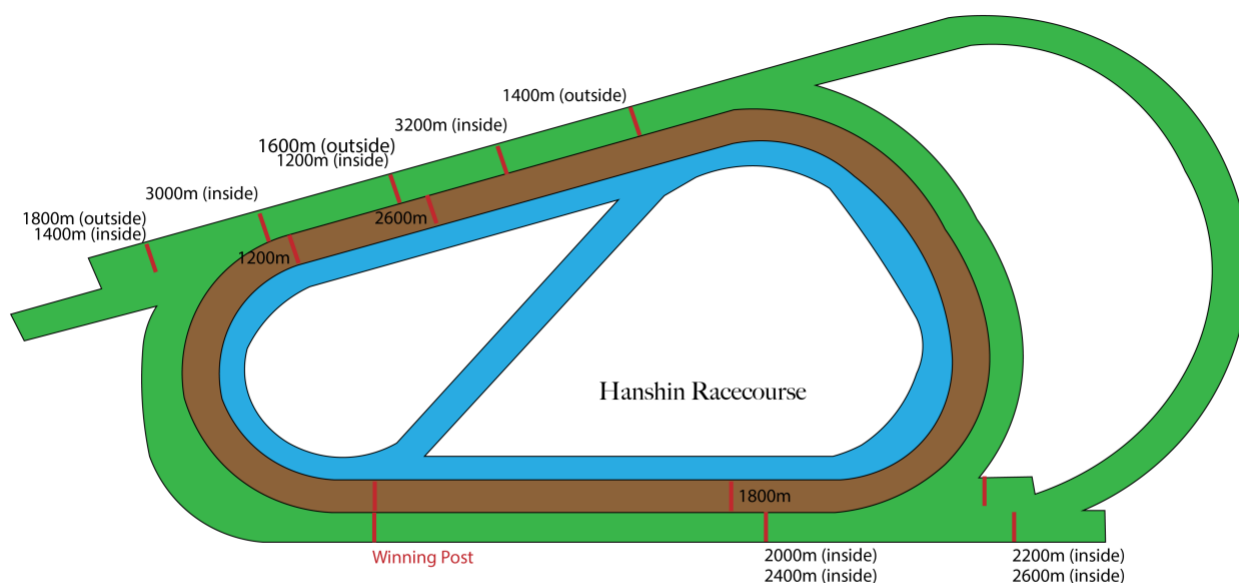 1400m (outside)
3200m (inside)
1600m (outside)
1200m (inside)
3000m (inside)
1800m (outside)
1400m (inside)
2600m
1200m
Hanshin Racecourse
1800m
Winning Post
2000m (inside)
2400m (inside)
2200m (inside)
2600m (inside)